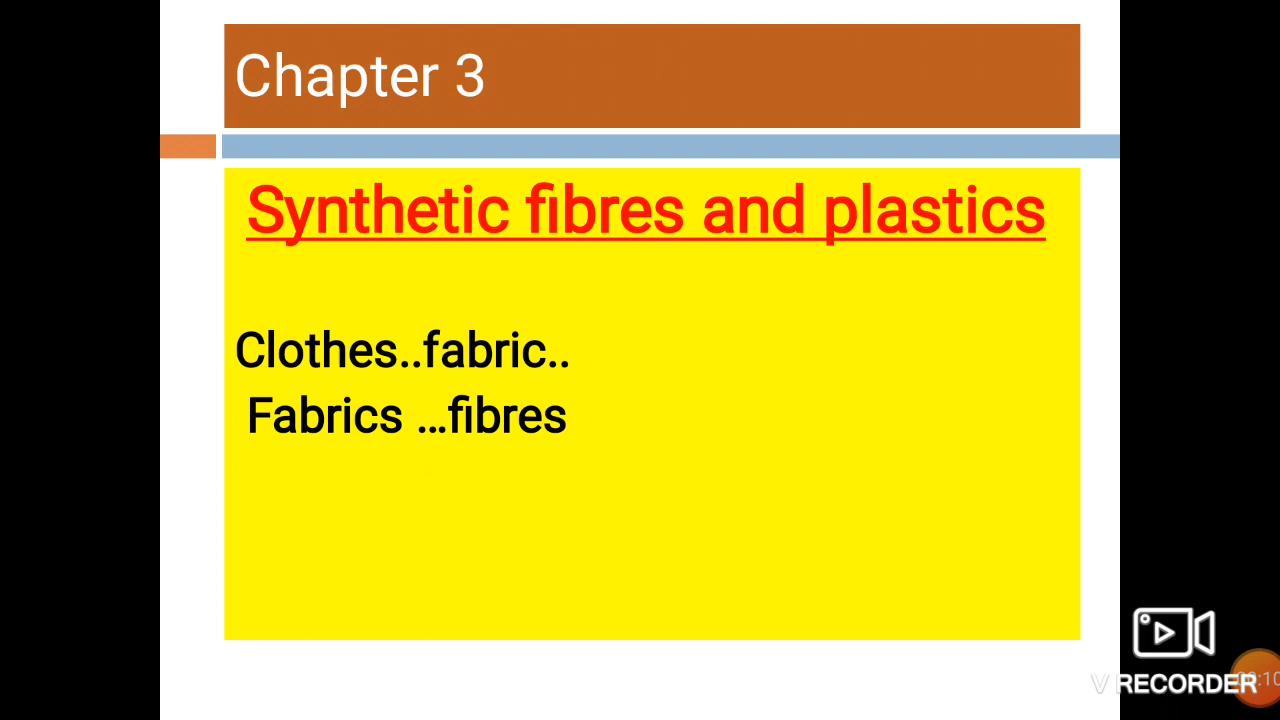 Chapter 3
Synthetic fibres and plastics
Clothes..fabric..
Fabrics ...fibres
V RECORDER